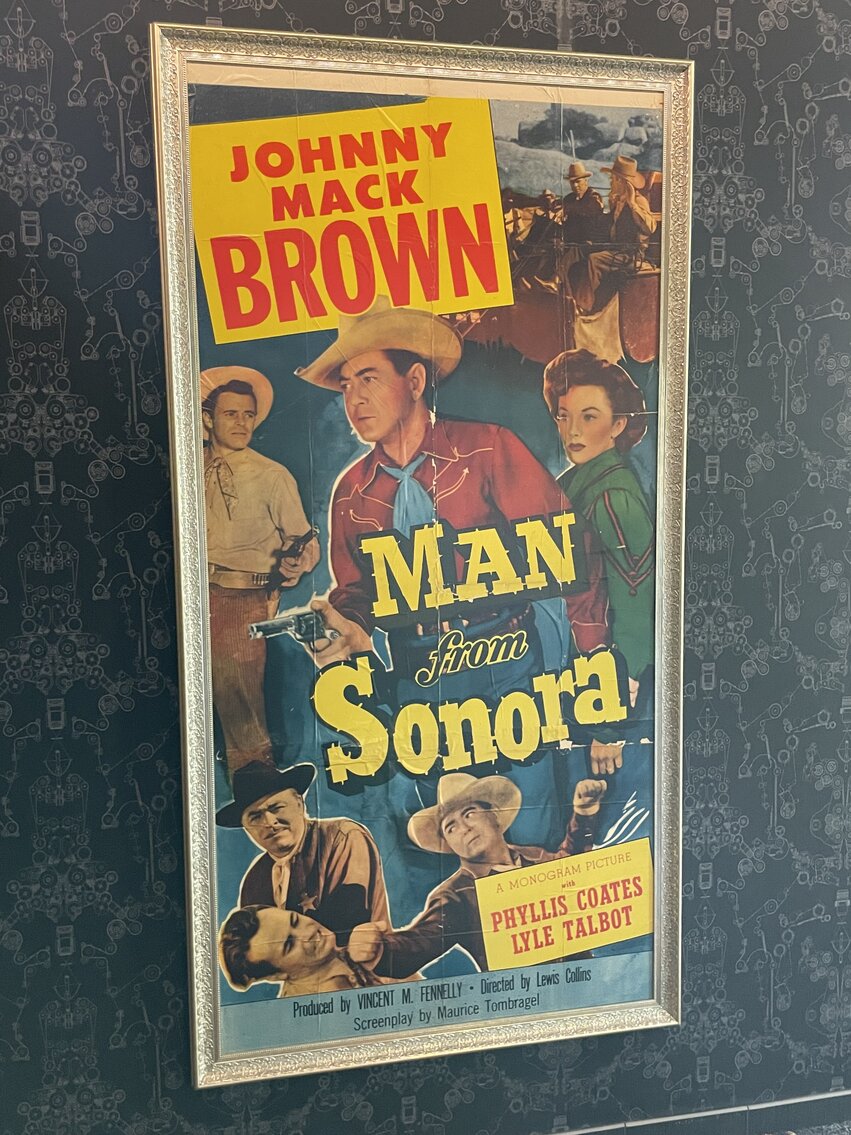 JOHNNY
MACK
BROWN
MAN
from
Sonora
A MONOGRAM PICTURE
with
PHYLLIS COATES
LYLE TALBOT
Produced by VINCENT M. FENNELLY • Directed by Lewis Collins
Screenplay by Maurice Tombragel